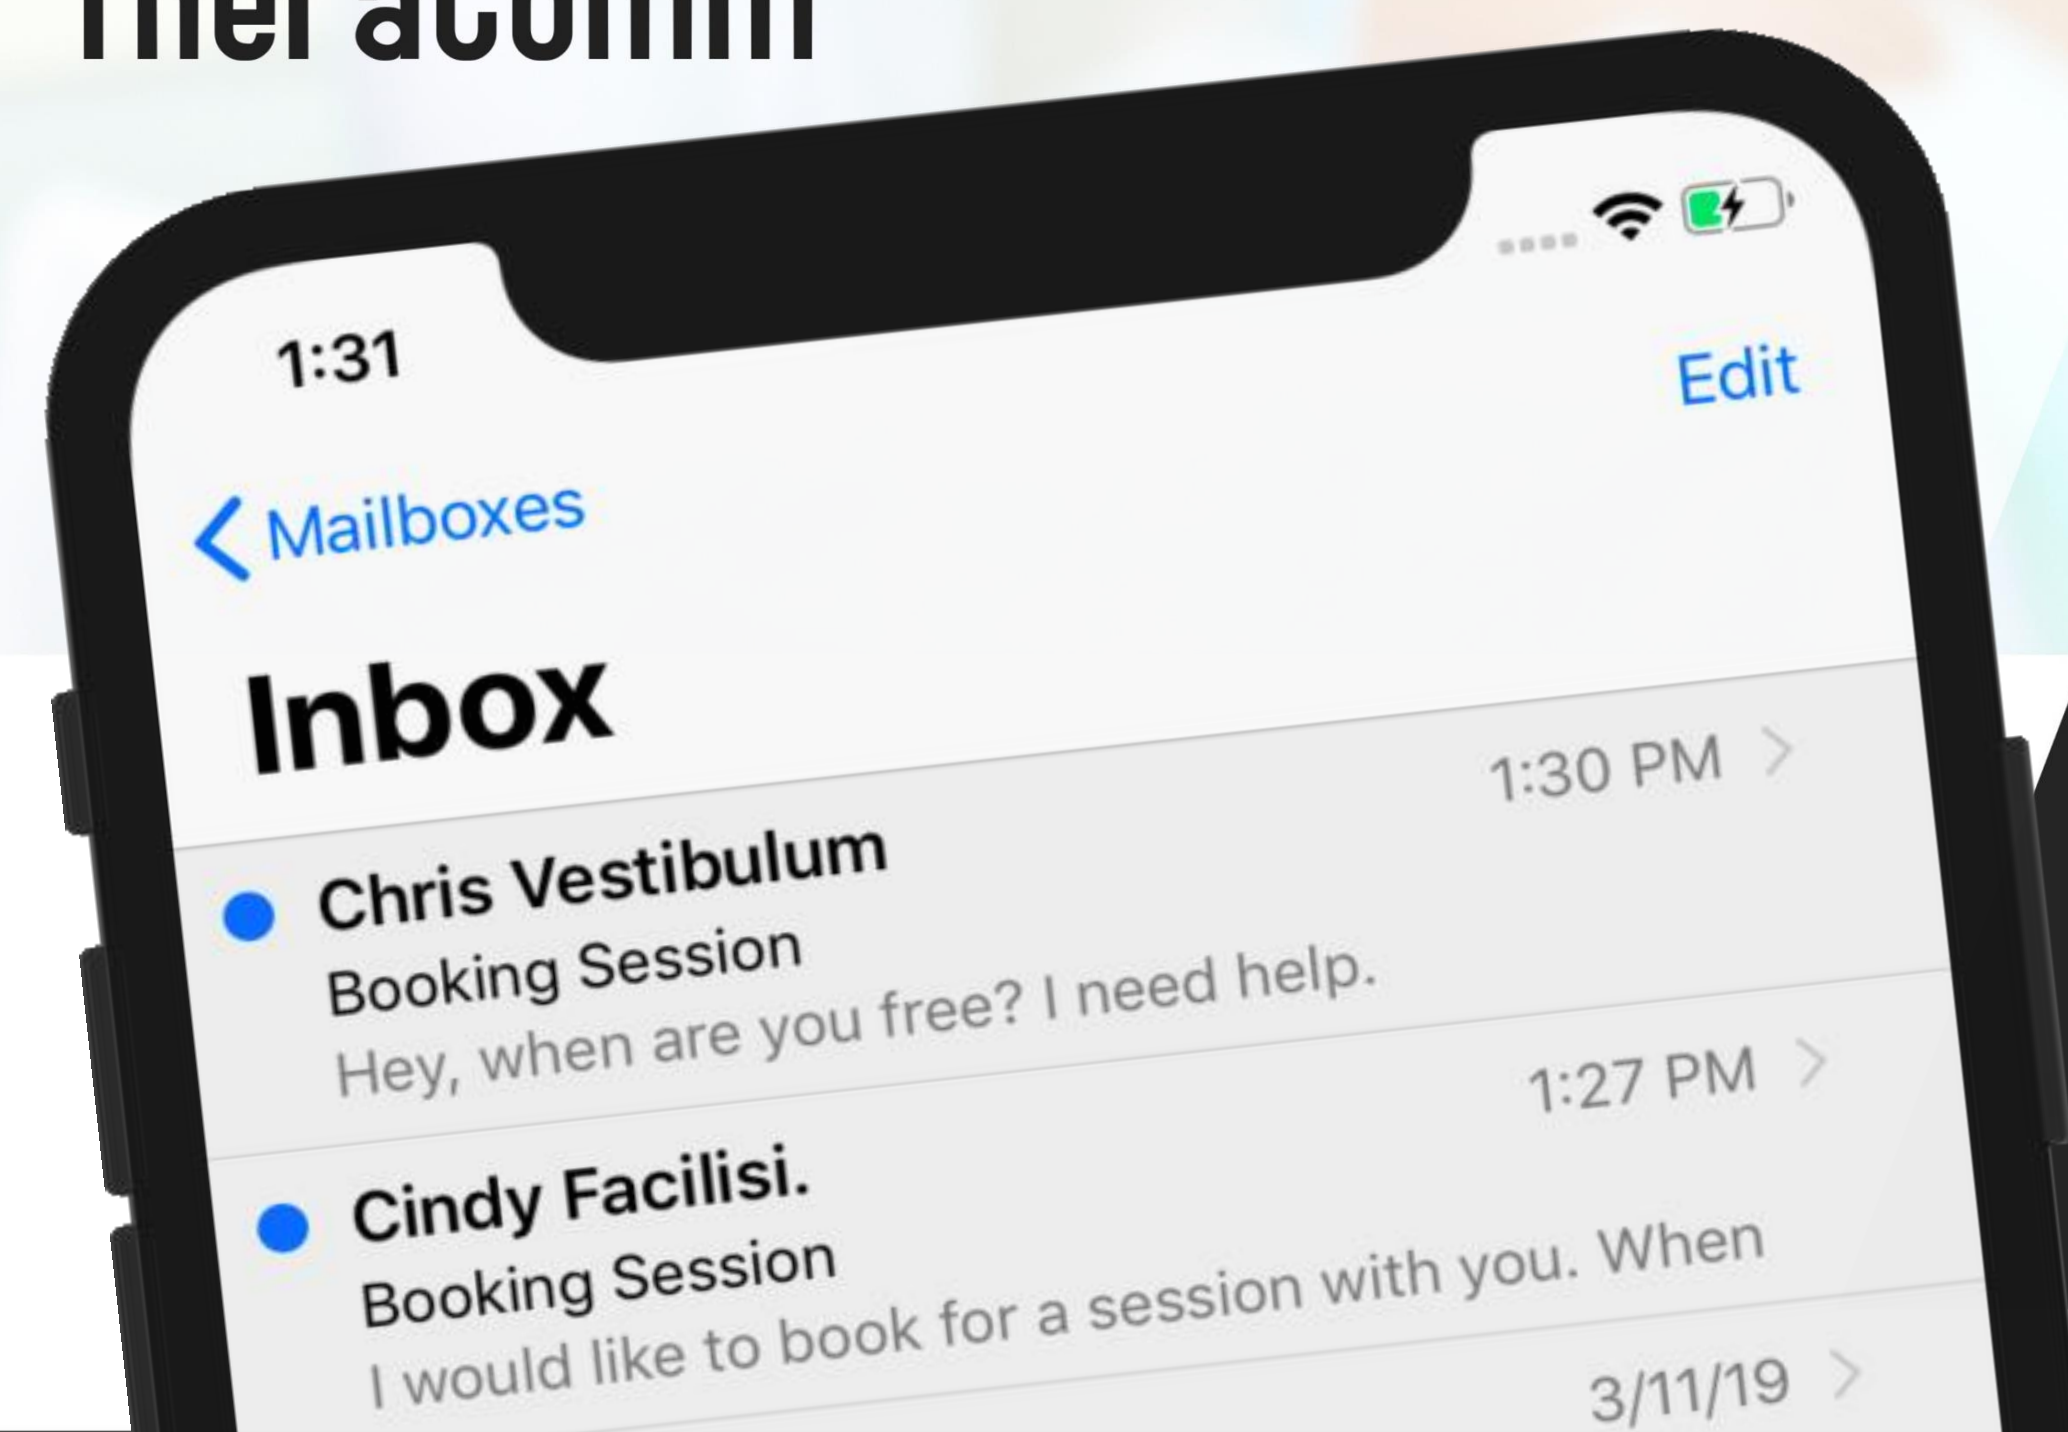 Theracomm
1:31
Edit
Mailboxes
Inbox
Chris Vestibulum 1:30 PM
Booking Session
Hey, when are you free? I need help.
Cindy Facilisi. 1:27 PM
Booking Session
I would like to book for a session with you. When
3/11/19